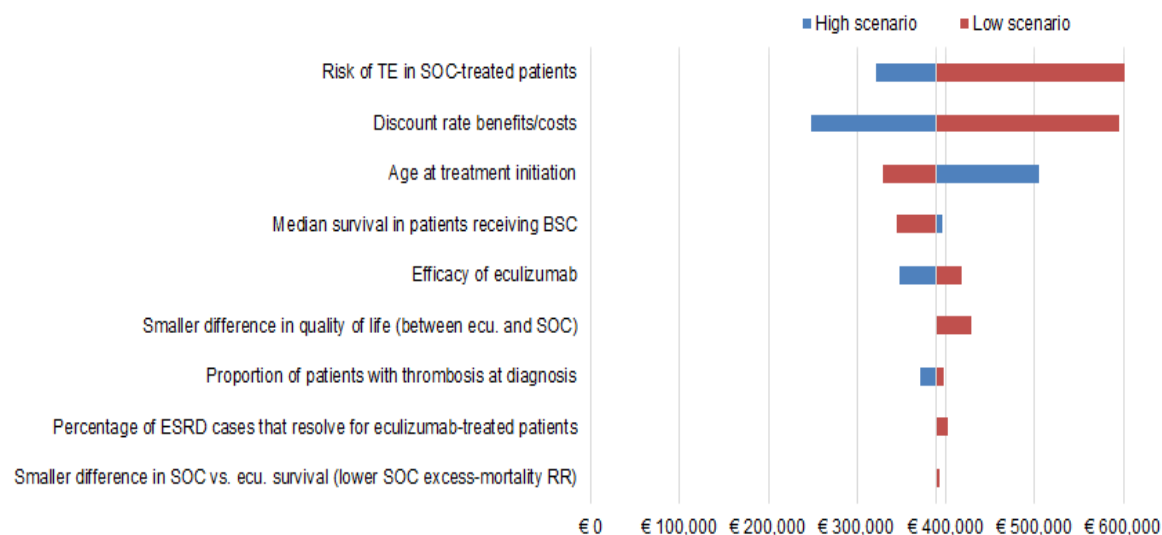 High scenario Low scenario
Risk of TE in SOC-treated patients
Discount rate benefits/costs
Age at treatment initiation
Median survival in patients receiving BSC
Efficacy of eculizumab
Smaller difference in quality of life (between ecu. and SOC)
Proportion of patients with thrombosis at diagnosis
Percentage of ESRD cases that resolve for eculizumab-treated patients
Smaller difference in SOC vs. ecu. survival (lower SOC excess-mortality RR)
€ 0 € 100,000 € 200,000 € 300,000 € 400,000 € 500,000 € 600,000